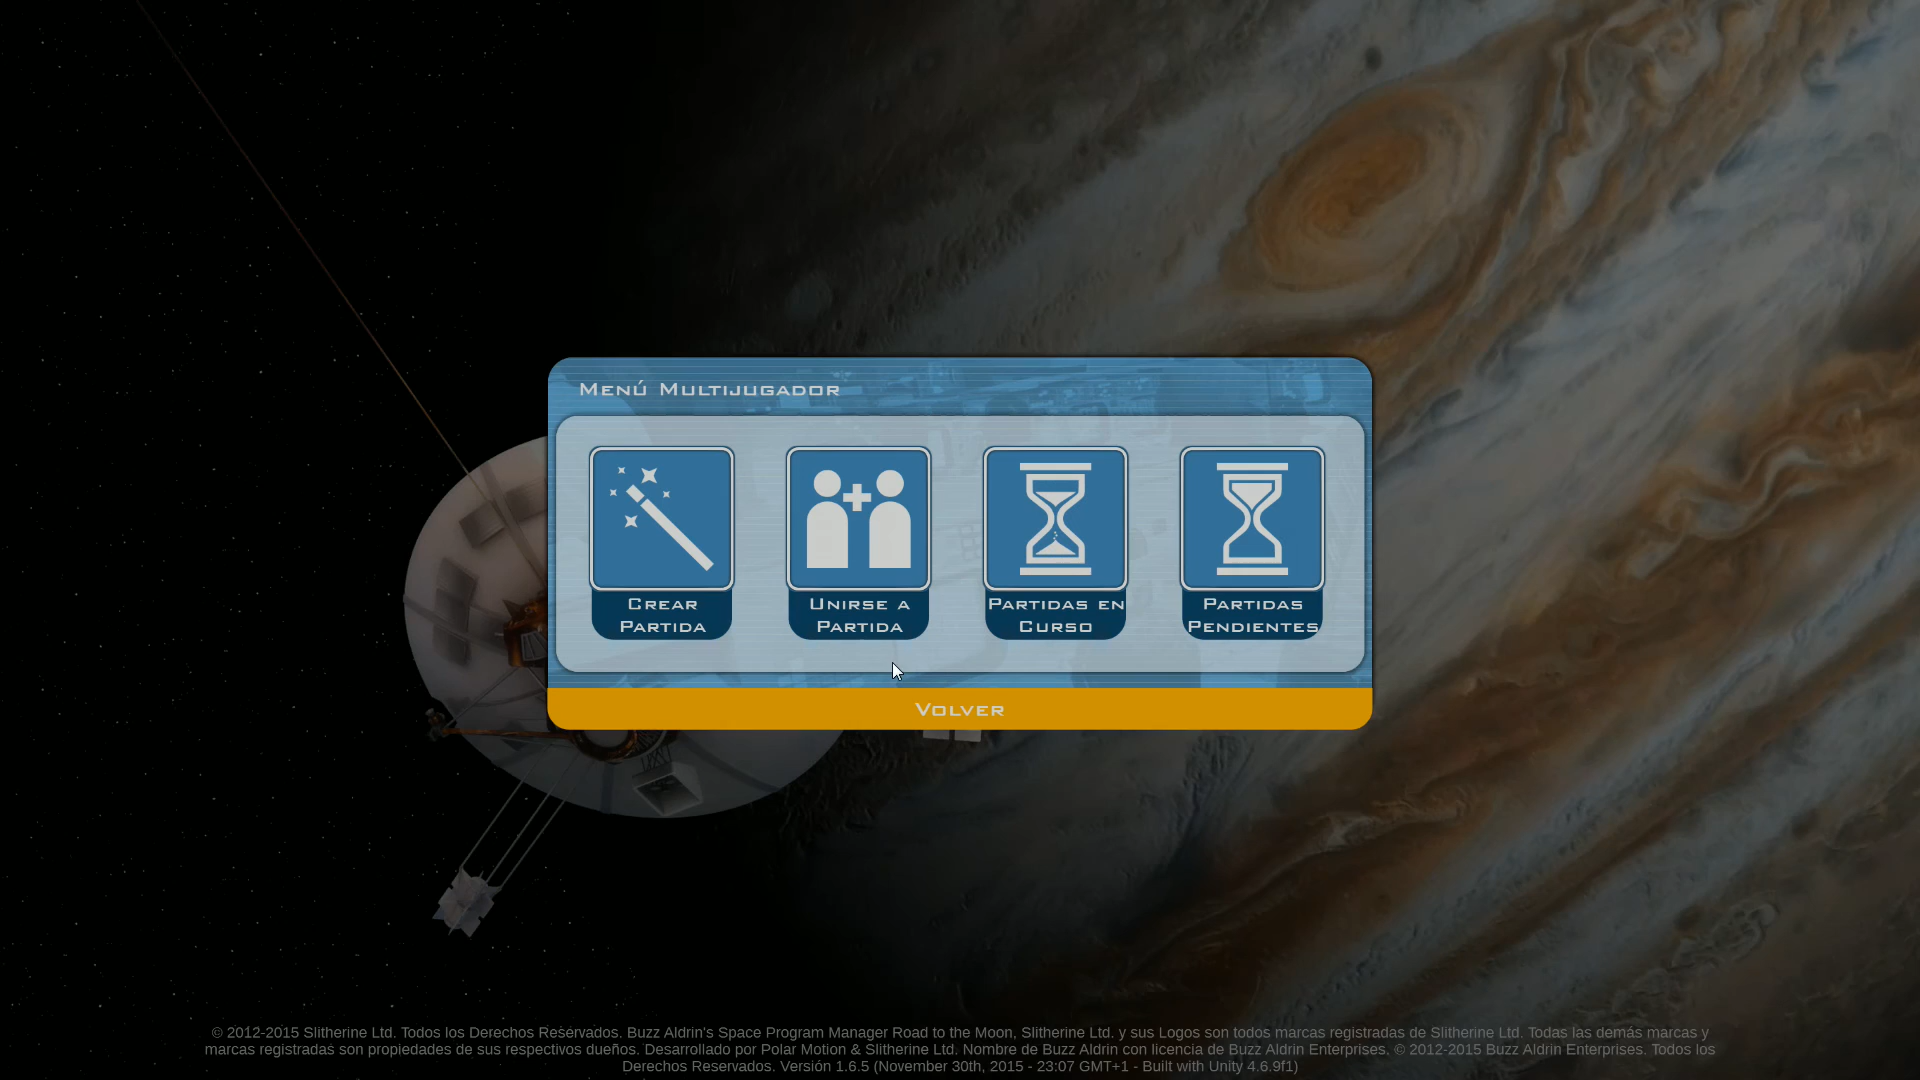 Menú Multijugador
Crear
Partida
Unirse a
Partida
Partidas en
Curso
Partidas
Pendientes
Volver
© 2012-2015 Slitherine Ltd. Todos los Derechos Reservados. Buzz Aldrin's Space Program Manager Road to the Moon, Slitherine Ltd. y sus Logos son todos marcas registradas de Slitherine Ltd. Todas las demás marcas y
marcas registradas son propiedades de sus respectivos dueños. Desarrollado por Polar Motion & Slitherine Ltd. Nombre de Buzz Aldrin con licencia de Buzz Aldrin Enterprises. © 2012-2015 Buzz Aldrin Enterprises. Todos los
Derechos Reservados. Versión 1.6.5 (November 30th, 2015 - 23:07 GMT+1 - Built with Unity 4.6.9f1)